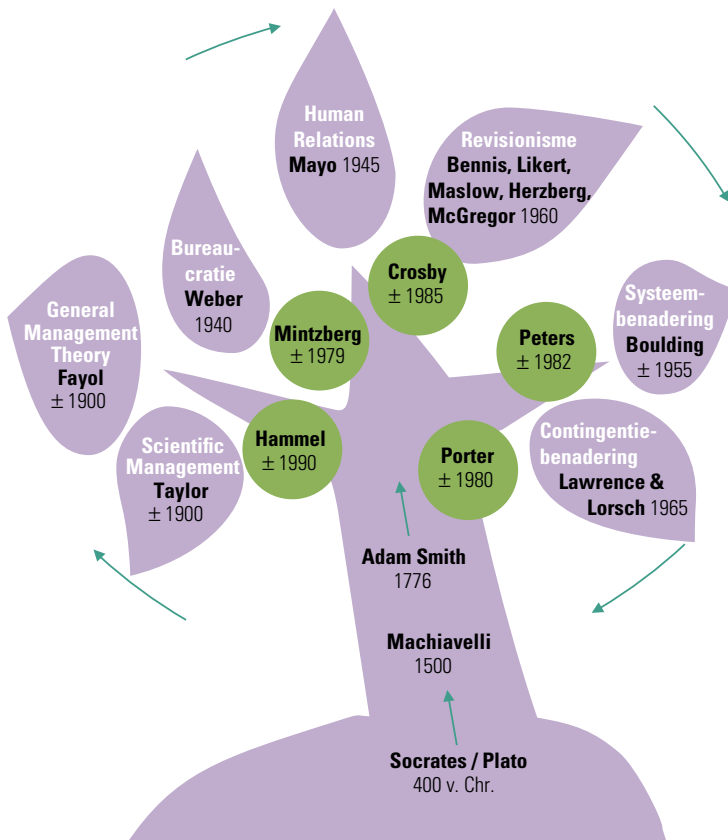 Human
Relations
Mayo 1945
Revisionisme
Bennis, Likert,
Maslow, Herzberg,
McGregor 1960
Bureau-
cratie
Weber
1940
Crosby
± 1985
Systeem-
benadering
Boulding
± 1955
General
Management
Theory
Fayol
± 1900
Mintzberg
± 1979
Peters
± 1982
Scientific
Management
Taylor
± 1900
Hammel
± 1990
Porter
± 1980
Contingentie-
benadering
Lawrence &
Lorsch 1965
Adam Smith
1776
Machiavelli
1500
Socrates / Plato
400 v. Chr.